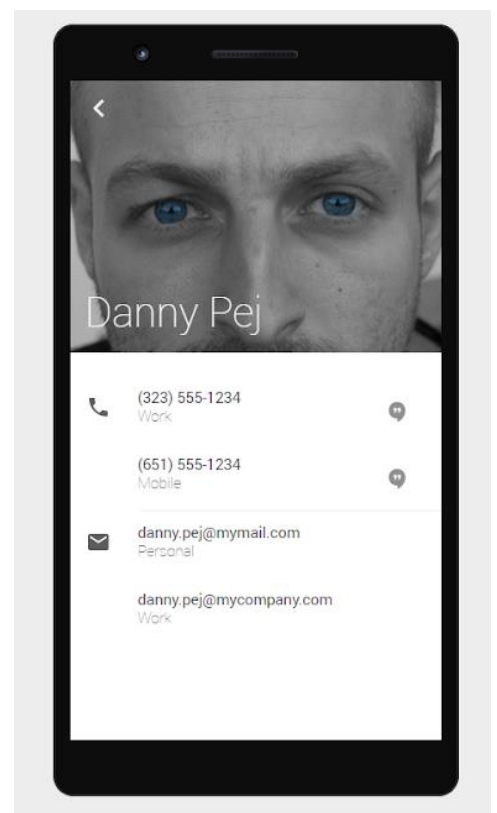 Danny Pej
(323) 555-1234
Work
(651) 555-1234
Mobile
danny.pej@mymail.com
Personal
danny.pej@mycompany.com
Work